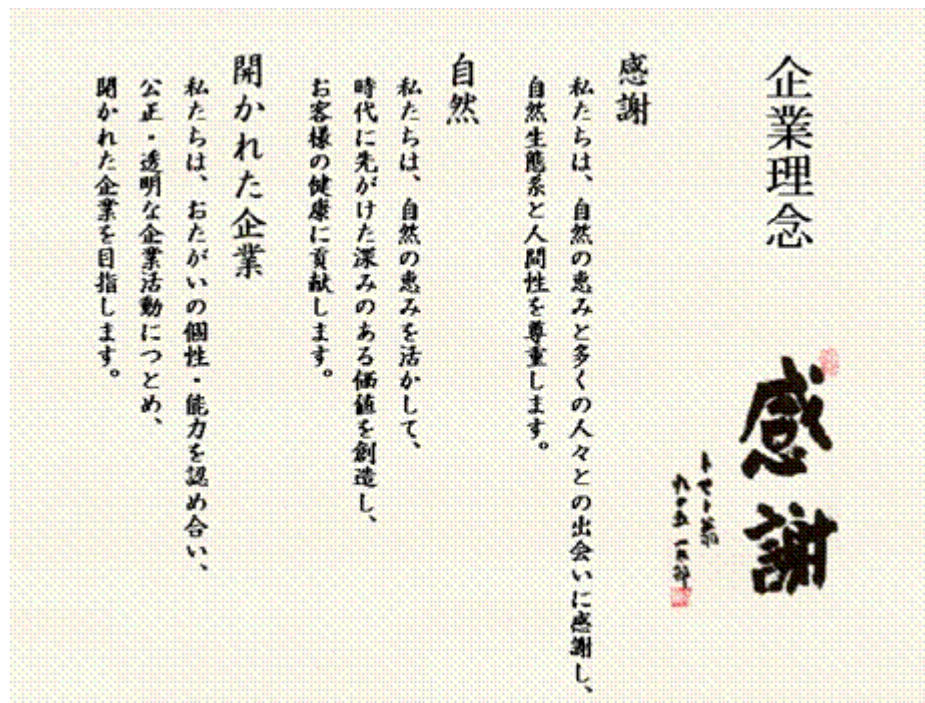 企業理念
感謝
感謝
私たちは、自然の恵みと多くの人々との出会いに感謝し、
自然生態系と人間性を尊重します。
自然
私たちは、自然の恵みを活かして、
時代に先がけた深みのある価値を創造し、
お客様の健康に貢献します。
開かれた企業
私たちは、おたがいの個性・能力を認め合い、
公正・透明な企業活動につとめ、
開かれた企業を目指します。